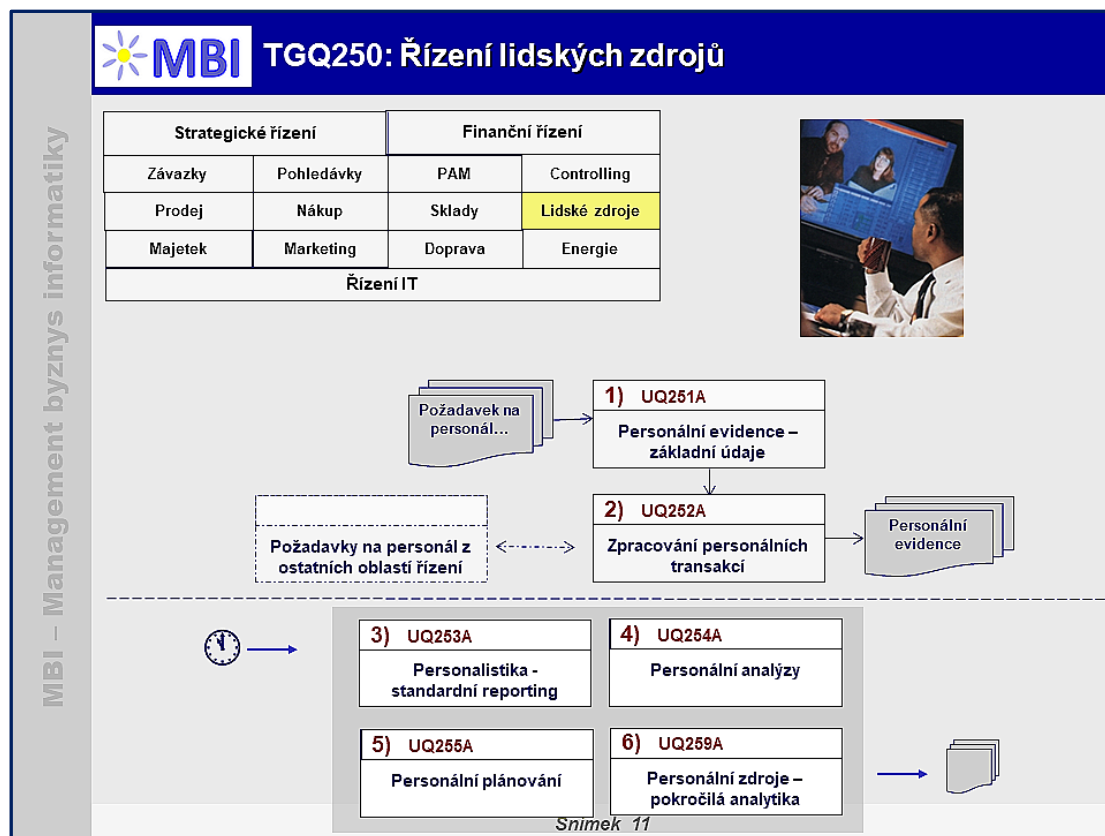 MBI – Management byznys informatiky
MBI
TGQ250: Řízení lidských zdrojů
Strategické řízení
Finanční řízení
Závazky
Pohledávky
PAM
Controlling
Prodej
Nákup
Sklady
Lidské zdroje
Majetek
Marketing
Doprava
Energie
Řízení IT
Požadavek na
personál...
1) UQ251A
Personální evidence –
základní údaje
2) UQ252A
Zpracování personálních
transakcí
Požadavky na personál z
ostatních oblastí řízení
Personální
evidence
3) UQ253A
Personalistika -
standardní reporting
4) UQ254A
Personální analýzy
5) UQ255A
Personální plánování
6) UQ259A
Personální zdroje –
pokročilá analytika
Snímek 11